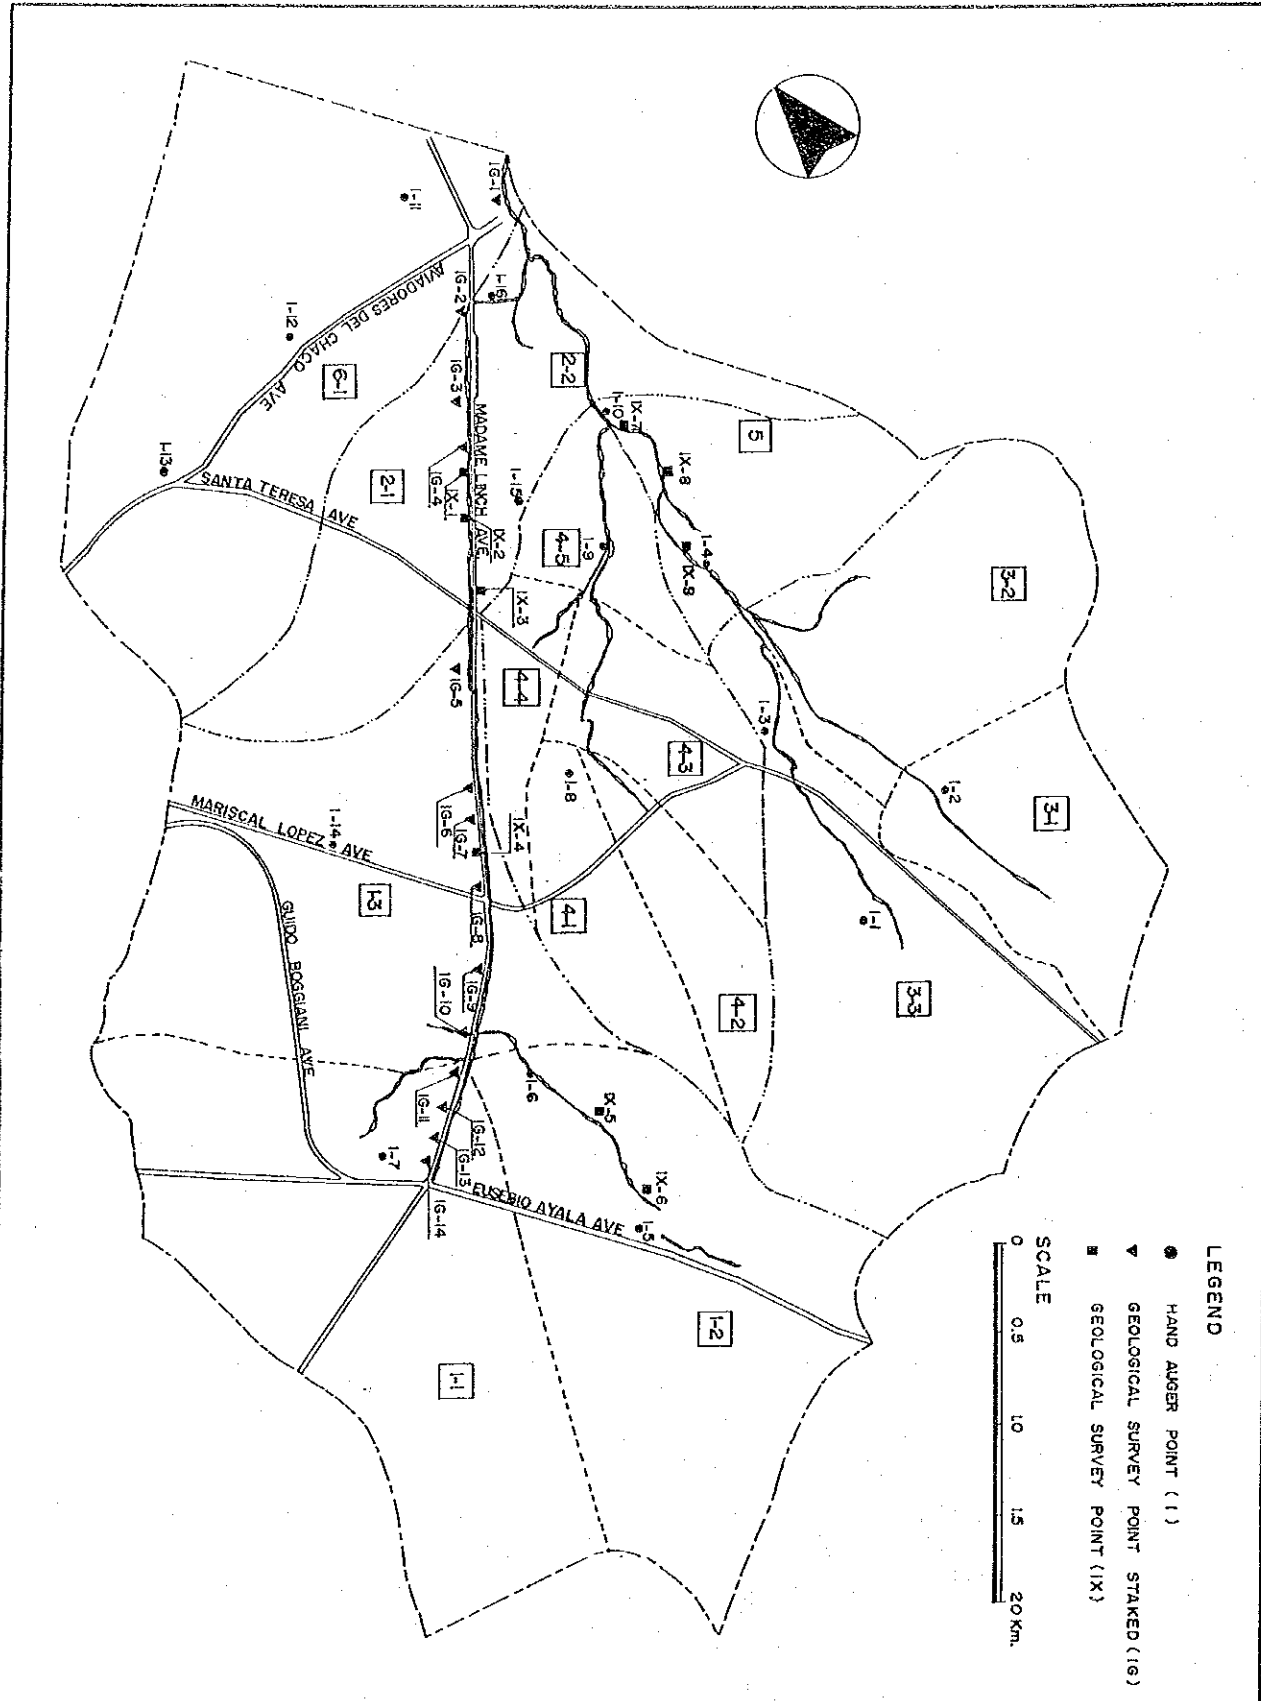 LEGEND
HAND AUGER POINT (I)
GEOLOGICAL SURVEY POINT STAKED (IG)
GEOLOGICAL SURVEY POINT (IX)
SCALE
0 0.5 1.0 1.5 2.0 Km.
IG-1
I-11
I-16
IG-2
AVIADORES DEL CHACO AVE
I-12
6-1
IG-3
2-2
I-10
IX-7
5
IX-8
MADAME LINCH AVE
I-13
SANTA TERESA AVE
2-1
IG-4
IX-1
IX-2
I-15
4-5
I-9
IX-9
I-4
3-2
IX-3
IG-5
4-4
4-3
I-3
I-8
I-2
3-1
MARISCAL LOPEZ AVE
I-14
IG-6
IG-7
IX-4
1-3
IG-8
4-1
I-1
GUIDO BOGGIANI AVE
IG-9
IG-10
4-2
3-3
IG-11
I-6
IX-5
IG-12
IG-13
I-7
IX-6
IG-14
EUSEBIO AYALA AVE
I-5
1-2
1-1